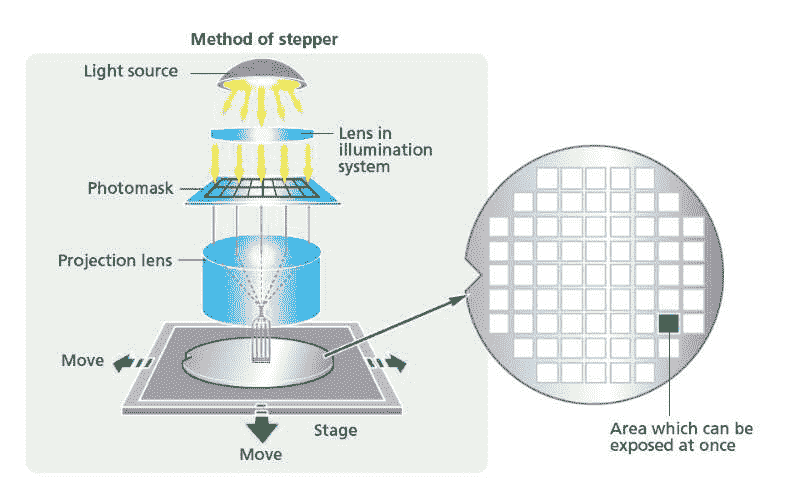 Method of stepper
Light source
Lens in
illumination
system
Photomask
Projection lens
Move
Stage
Move
Area which can be
exposed at once